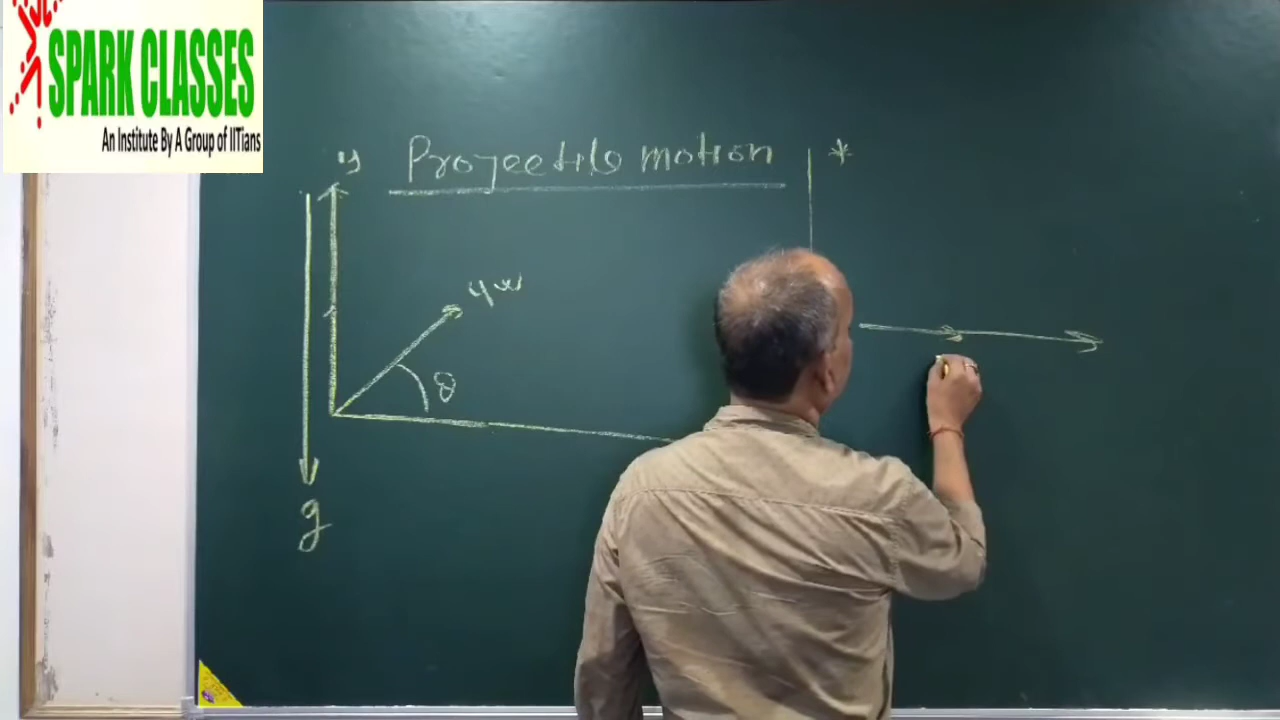 SPARK CLASSES
An Institute By A Group of IITians
y Projectile motion *
u
θ
g